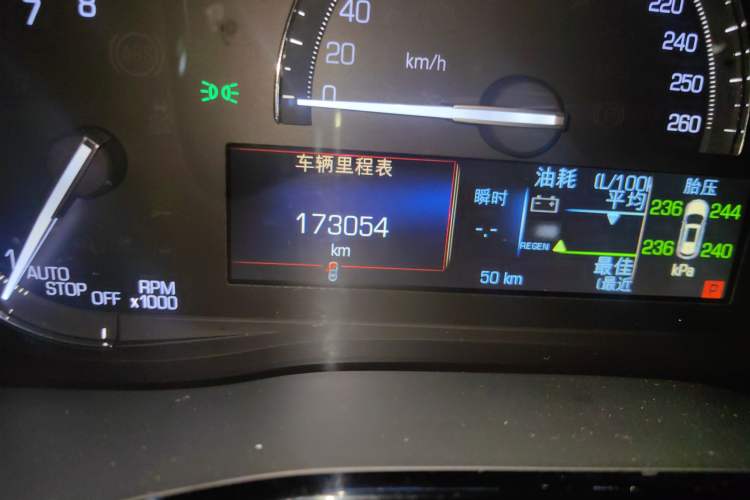 7 8
40
20
0
km/h
220
240
250
260
车辆里程表
173054
km
油耗 (L/100k
瞬时
平均
-.-
REGEN
50 km
最佳
(最近
胎压
236 244
236 240
kPa
P
1
AUTO
STOP
OFF
RPM
x1000